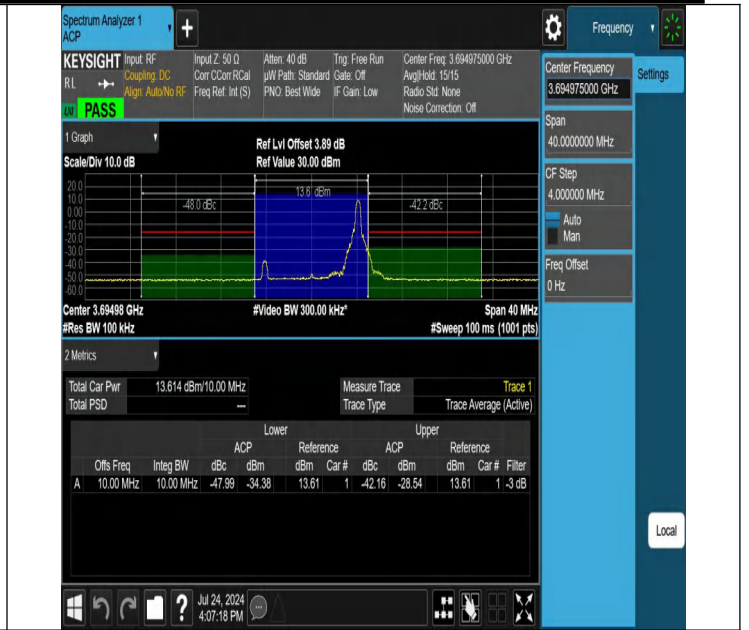 Spectrum Analyzer 1
ACP
+
Frequency
KEYSIGHT
RL
PASS
Input: RF
Coupling: DC
Align: Auto/No RF
Input Z: 50 Ω
Corr CCorr RCal
Freq Ref: Int (S)
Atten: 40 dB
µW Path: Standard
PNO: Best Wide
Trig: Free Run
Gate: Off
IF Gain: Low
Center Freq: 3.694975000 GHz
Avg|Hold: 15/15
Radio Std: None
Noise Correction: Off
Center Frequency
3.694975000 GHz
Settings
Span
40.0000000 MHz
CF Step
4.000000 MHz
Auto
Man
Freq Offset
0 Hz
1 Graph
Scale/Div 10.0 dB
Ref Lvl Offset 3.89 dB
Ref Value 30.00 dBm
20.0
10.0
0.00
-10.0
-20.0
-30.0
-40.0
-50.0
-60.0
-48.0 dBc
13.6 dBm
-42.2 dBc
Center 3.69498 GHz
#Video BW 300.00 kHz*
Span 40 MHz
#Res BW 100 kHz
#Sweep 100 ms (1001 pts)
2 Metrics
Total Car Pwr 13.614 dBm/10.00 MHz
Total PSD ---
Measure Trace Trace 1
Trace Type Trace Average (Active)
Lower Upper
ACP Reference ACP Reference
Offs Freq Integ BW dBc dBm dBm Car # dBc dBm dBm Car # Filter
A 10.00 MHz 10.00 MHz -47.99 -34.38 13.61 1 -42.16 -28.54 13.61 1 -3 dB
Local
?
Jul 24, 2024
4:07:18 PM